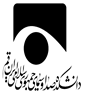 دانشکده صدا و سیمای جمهوری اسلامی ایران قم